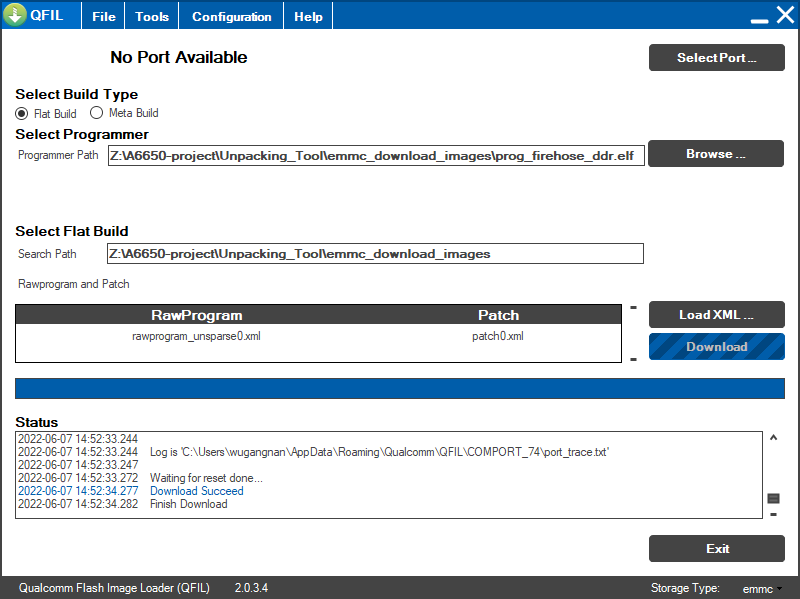 QFIL File Tools Configuration Help
No Port Available
Select Port ...
Select Build Type
Flat Build Meta Build
Select Programmer
Programmer Path Z:\A6650-project\Unpacking_Tool\emmc_download_images\prog_firehose_ddr.elf Browse ...
Select Flat Build
Search Path Z:\A6650-project\Unpacking_Tool\emmc_download_images
Rawprogram and Patch
RawProgram Patch
Load XML ...
rawprogram_unsparse0.xml patch0.xml
Download
Status
2022-06-07 14:52:33.244
2022-06-07 14:52:33.244 Log is 'C:\Users\wugangnan\AppData\Roaming\Qualcomm\QFIL\COMPORT_74\port_trace.txt'
2022-06-07 14:52:33.247
2022-06-07 14:52:33.272 Waiting for reset done...
2022-06-07 14:52:34.277 Download Succeed
2022-06-07 14:52:34.282 Finish Download
Exit
Qualcomm Flash Image Loader (QFIL) 2.0.3.4 Storage Type: emmc